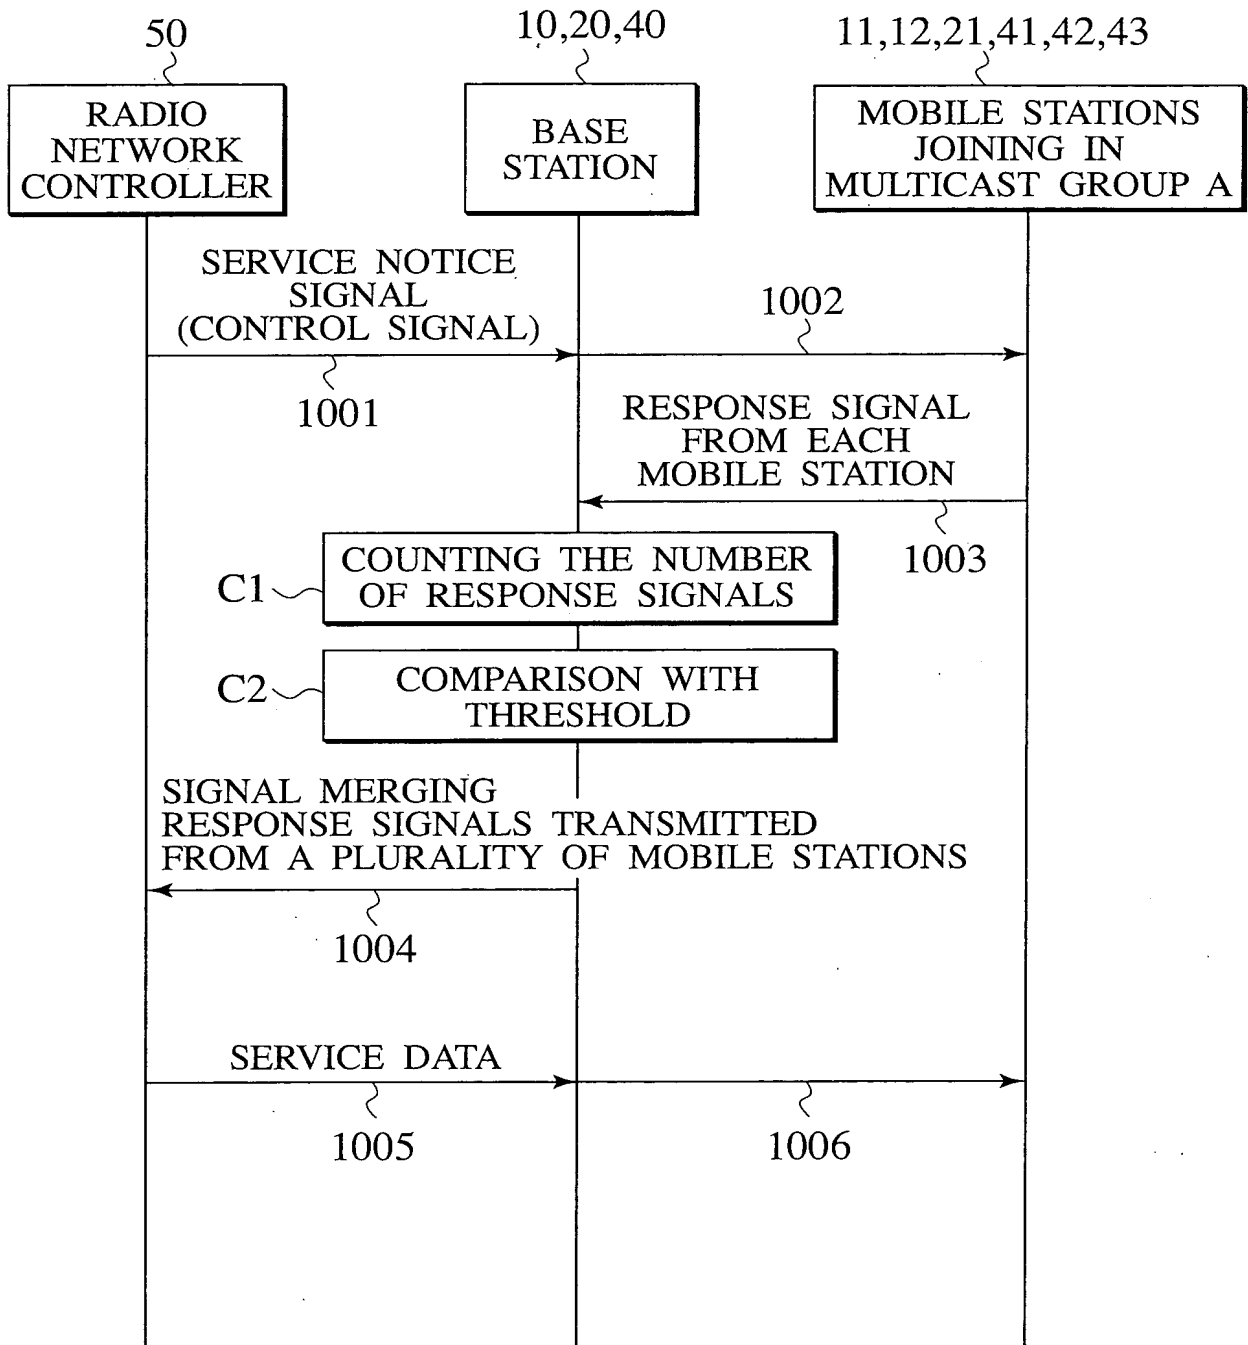 50
10,20,40
11,12,21,41,42,43
RADIO
NETWORK
CONTROLLER
BASE
STATION
MOBILE STATIONS
JOINING IN
MULTICAST GROUP A
SERVICE NOTICE
SIGNAL
(CONTROL SIGNAL)
1002
1001
RESPONSE SIGNAL
FROM EACH
MOBILE STATION
1003
C1
COUNTING THE NUMBER
OF RESPONSE SIGNALS
C2
COMPARISON WITH
THRESHOLD
SIGNAL MERGING
RESPONSE SIGNALS TRANSMITTED
FROM A PLURALITY OF MOBILE STATIONS
1004
SERVICE DATA
1005
1006